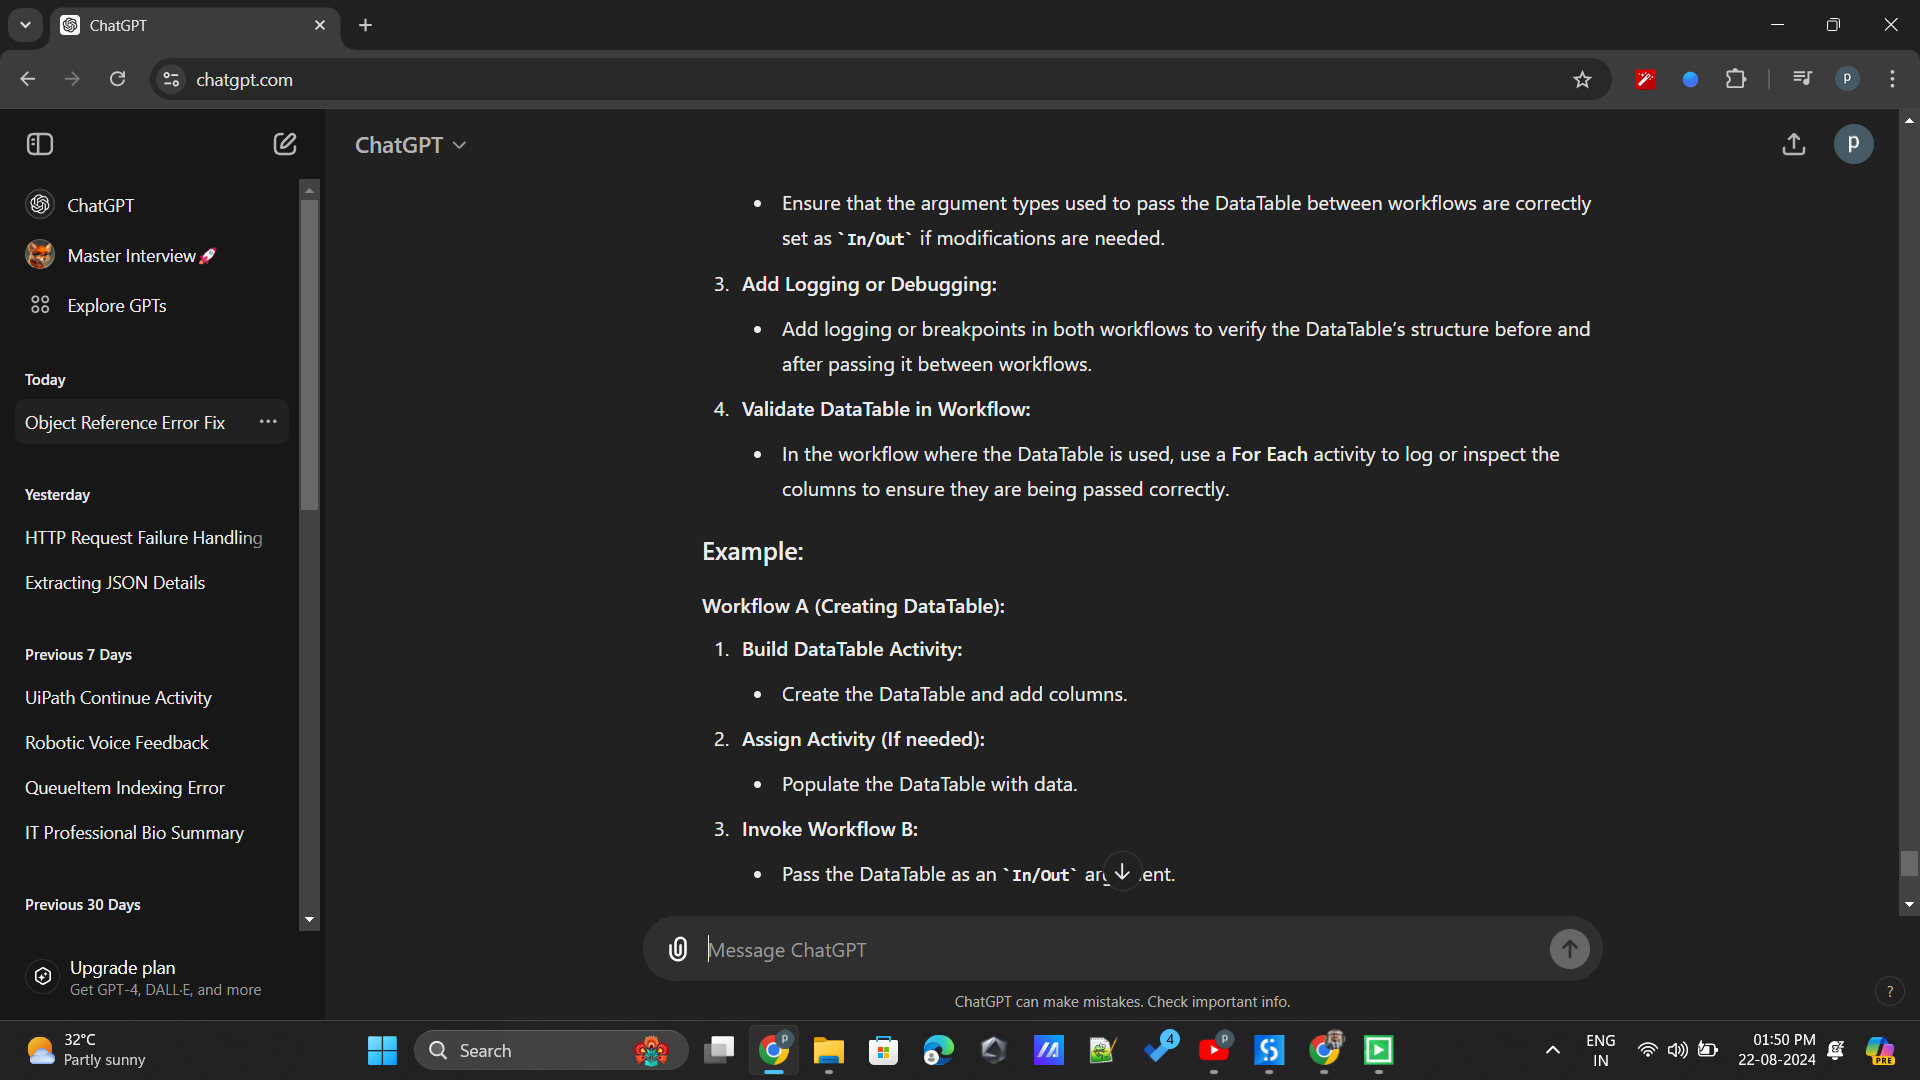 ChatGPT
chatgpt.com
p
ChatGPT
p
ChatGPT
Master Interview🚀
Explore GPTs
Today
Object Reference Error Fix
Yesterday
HTTP Request Failure Handling
Extracting JSON Details
Previous 7 Days
UiPath Continue Activity
Robotic Voice Feedback
QueueItem Indexing Error
IT Professional Bio Summary
Previous 30 Days
Upgrade plan
Get GPT-4, DALL·E, and more
• Ensure that the argument types used to pass the DataTable between workflows are correctly
set as `In/Out` if modifications are needed.
3. Add Logging or Debugging:
• Add logging or breakpoints in both workflows to verify the DataTable’s structure before and
after passing it between workflows.
4. Validate DataTable in Workflow:
• In the workflow where the DataTable is used, use a For Each activity to log or inspect the
columns to ensure they are being passed correctly.
Example:
Workflow A (Creating DataTable):
1. Build DataTable Activity:
• Create the DataTable and add columns.
2. Assign Activity (If needed):
• Populate the DataTable with data.
3. Invoke Workflow B:
• Pass the DataTable as an `In/Out`
Message ChatGPT
ChatGPT can make mistakes. Check important info.
?
32°C
Partly sunny
Search
P
4
P
ENG
IN
01:50 PM
22-08-2024
PRE